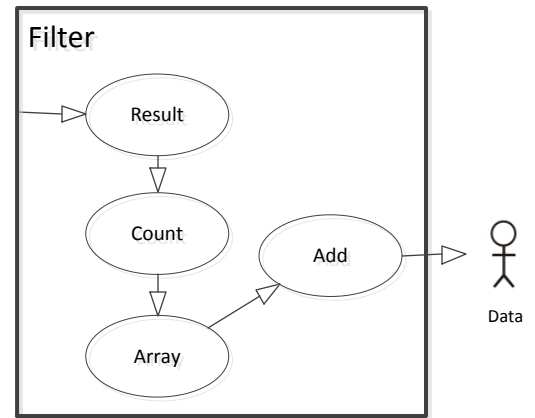 Filter
Result
Count
Add
Array
Data